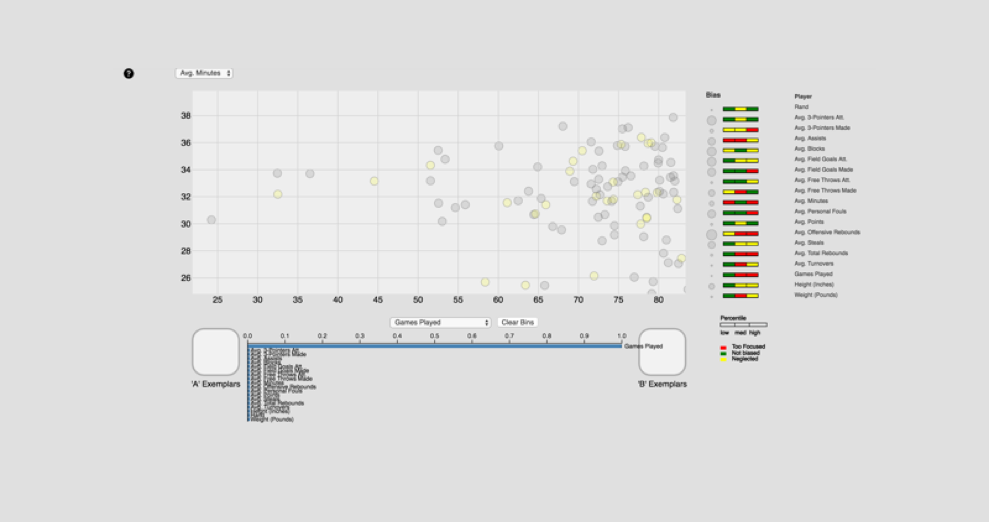 ?
Avg. Minutes
38
36
34
32
30
28
26
25 30 35 40 45 50 55 60 65 70 75 80
Games Played
Clear Bins
0.0 0.1 0.2 0.3 0.4 0.5 0.6 0.7 0.8 0.9 1.0
Games Played
Avg. Total Rebounds
Weight (Pounds)
'A' Exemplars
'B' Exemplars
Bias
Player
Rand
Avg. 3-Pointers Att.
Avg. 3-Pointers Made
Avg. Assists
Avg. Blocks
Avg. Field Goals Att.
Avg. Field Goals Made
Avg. Free Throws Att.
Avg. Free Throws Made
Avg. Minutes
Avg. Personal Fouls
Avg. Points
Avg. Offensive Rebounds
Avg. Steals
Avg. Total Rebounds
Avg. Turnovers
Games Played
Height (Inches)
Weight (Pounds)
Percentile
low med high
Too Focused
Not biased
Neglected